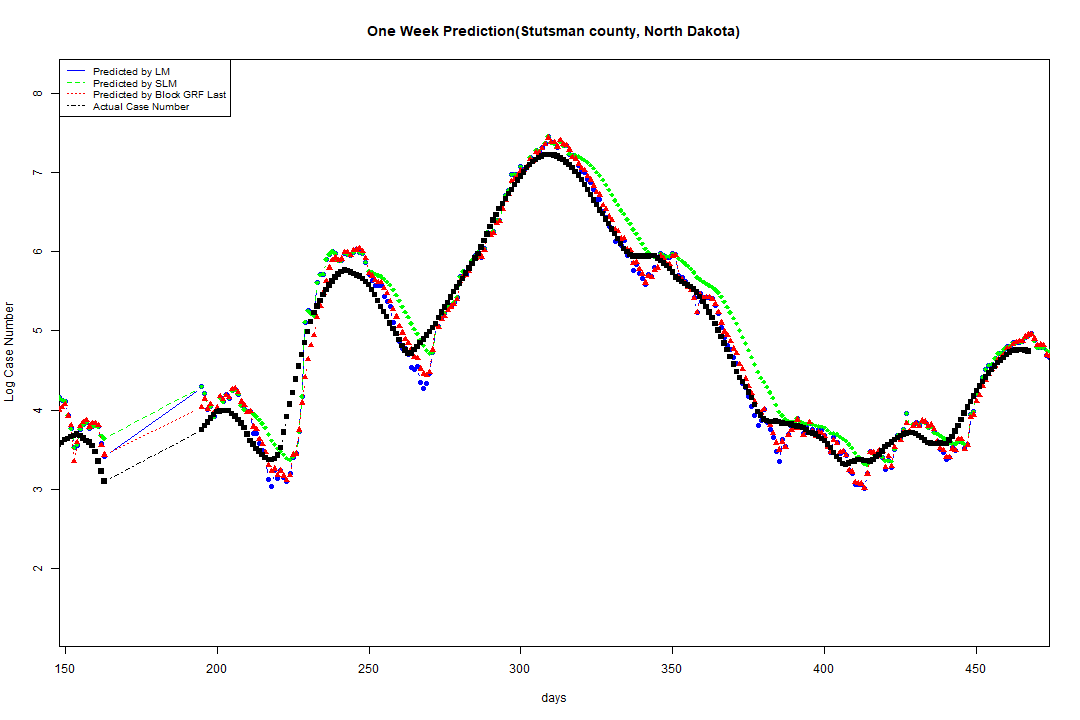 One Week Prediction(Stutsman county, North Dakota)
Predicted by LM
Predicted by SLM
Predicted by Block GRF Last
Actual Case Number
8
7
6
5
4
3
2
Log Case Number
150 200 250 300 350 400 450
days